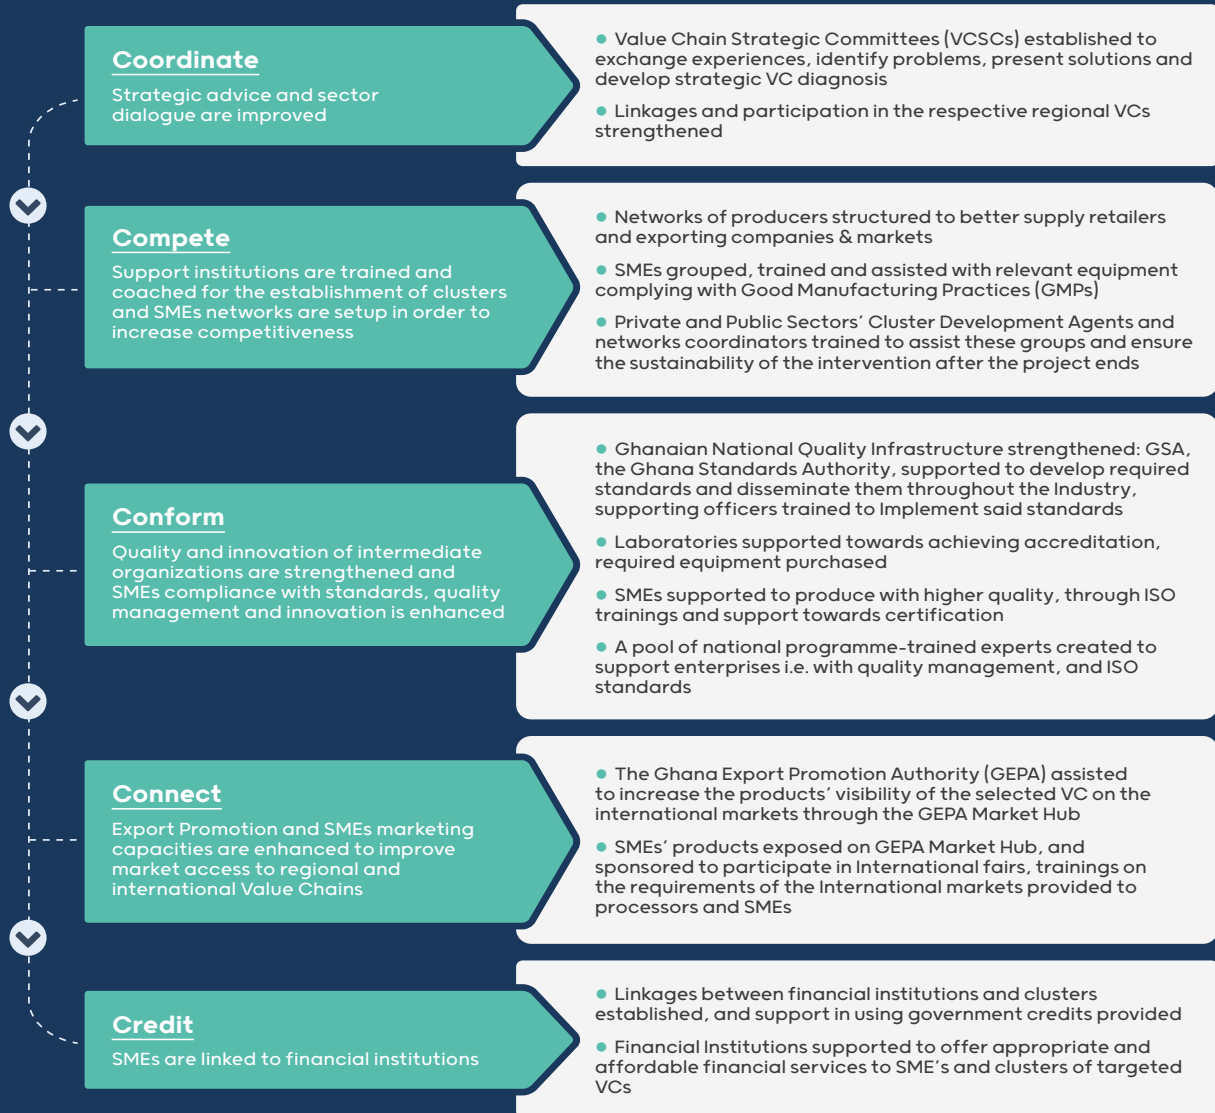 Coordinate
Strategic advice and sector
dialogue are improved
● Value Chain Strategic Committees (VCSCs) established to
exchange experiences, identify problems, present solutions and
develop strategic VC diagnosis
● Linkages and participation in the respective regional VCs
strengthened
Compete
Support institutions are trained and
coached for the establishment of clusters
and SMEs networks are setup in order to
increase competitiveness
● Networks of producers structured to better supply retailers
and exporting companies & markets
● SMEs grouped, trained and assisted with relevant equipment
complying with Good Manufacturing Practices (GMPs)
● Private and Public Sectors’ Cluster Development Agents and
networks coordinators trained to assist these groups and ensure
the sustainability of the intervention after the project ends
Conform
Quality and innovation of intermediate
organizations are strengthened and
SMEs compliance with standards, quality
management and innovation is enhanced
● Ghanaian National Quality Infrastructure strengthened: GSA,
the Ghana Standards Authority, supported to develop required
standards and disseminate them throughout the Industry,
supporting officers trained to Implement said standards
● Laboratories supported towards achieving accreditation,
required equipment purchased
● SMEs supported to produce with higher quality, through ISO
trainings and support towards certification
● A pool of national programme-trained experts created to
support enterprises i.e. with quality management, and ISO
standards
Connect
Export Promotion and SMEs marketing
capacities are enhanced to improve
market access to regional and
international Value Chains
● The Ghana Export Promotion Authority (GEPA) assisted
to increase the products’ visibility of the selected VC on the
international markets through the GEPA Market Hub
● SMEs’ products exposed on GEPA Market Hub, and
sponsored to participate in International fairs, trainings on
the requirements of the International markets provided to
processors and SMEs
Credit
SMEs are linked to financial institutions
● Linkages between financial institutions and clusters
established, and support in using government credits provided
● Financial Institutions supported to offer appropriate and
affordable financial services to SME’s and clusters of targeted
VCs